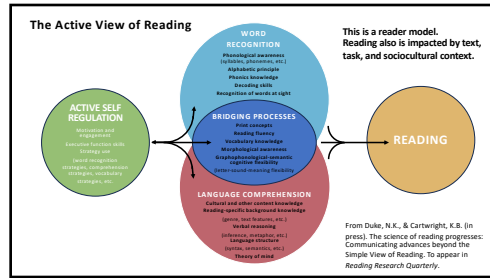 The Active View of Reading
This is a reader model.
Reading also is impacted by text,
task, and sociocultural context.
WORD
RECOGNITION
Phonological awareness
(syllables, phonemes, etc.)
Alphabetic principle
Phonics knowledge
Decoding skills
Recognition of words at sight
ACTIVE SELF
REGULATION
Motivation and
engagement
Executive function skills
Strategy use
(word recognition
strategies, comprehension
strategies, vocabulary
strategies, etc.
BRIDGING PROCESSES
Print concepts
Reading fluency
Vocabulary knowledge
Morphological awareness
Graphophonological-semantic
cognitive flexibility
(letter-sound-meaning flexibility)
READING
LANGUAGE COMPREHENSION
Cultural and other content knowledge
Reading-specific background knowledge
(genre, text features, etc.)
Verbal reasoning
(inference, metaphor, etc.)
Language structure
(syntax, semantics, etc.)
Theory of mind
From Duke, N.K., & Cartwright, K.B. (in
press). The science of reading progresses:
Communicating advances beyond the
Simple View of Reading. To appear in
Reading Research Quarterly.